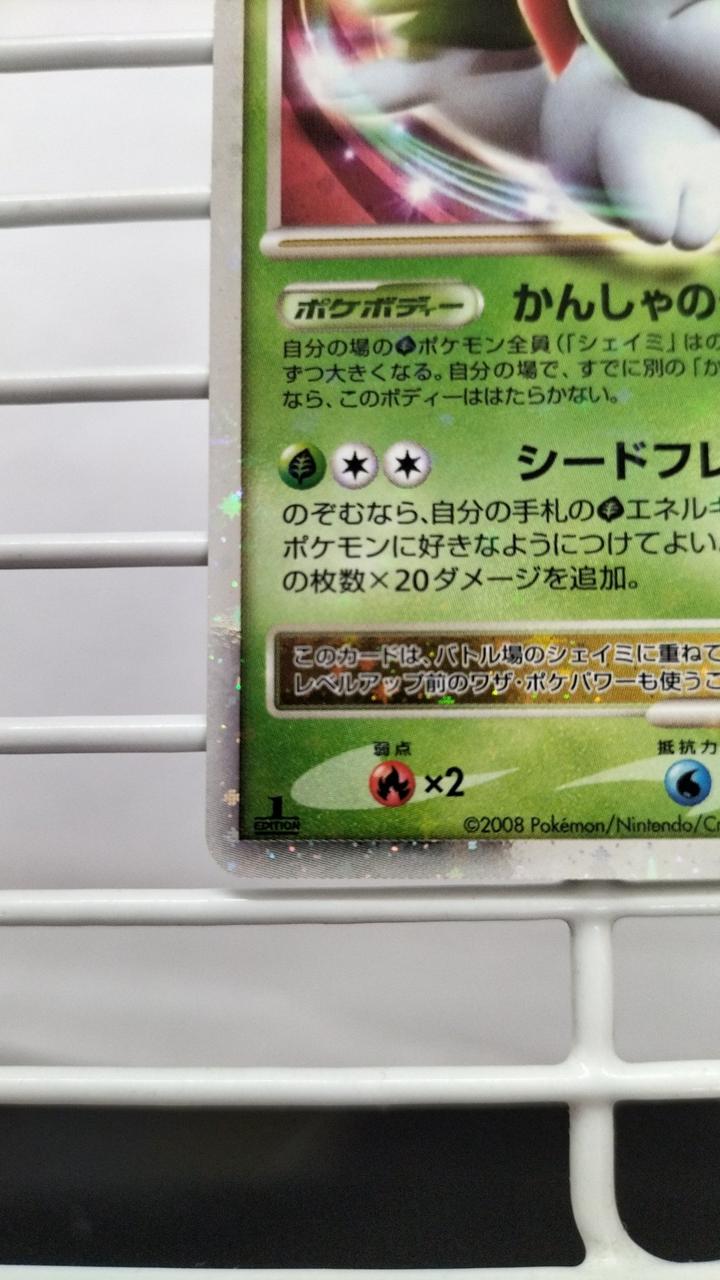 ポケボディー かんしゃの
自分の場のポケモン全員(「シェイミ」はの
ずつ大きくなる。自分の場で、すでに別の「か
なら、このボディーははたらかない。
シードフレ
のぞむなら、自分の手札のエネルギ
ポケモンに好きなようにつけてよい。
の枚数×20ダメージを追加。
このカードは、バトル場のシェイミに重ねて
レベルアップ前のワザ・ポケパワーも使うこ
弱点 抵抗力
×2
1 EDITION
©2008 Pokémon/Nintendo/Cr